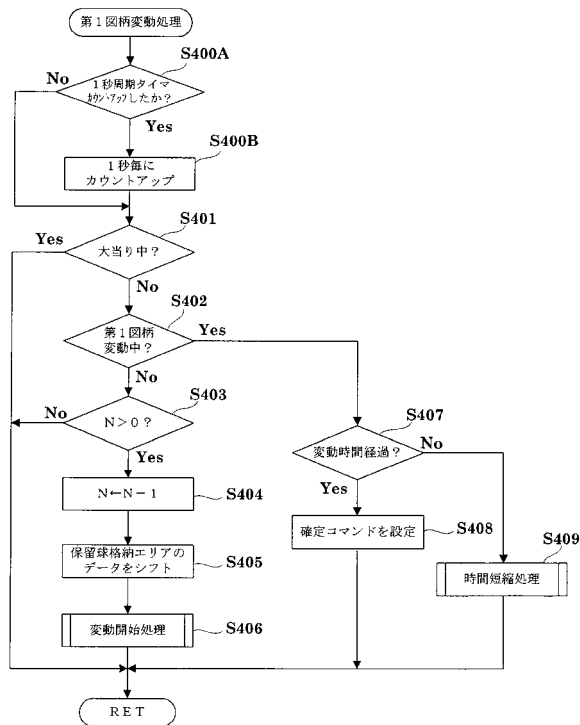 第１図柄変動処理
S400A
No
１秒周期タイマ
カウントアップしたか？
Yes
S400B
１秒毎に
カウントアップ
S401
Yes
大当り中？
No
S402
第１図柄
変動中？
Yes
No
S403
No
N＞０？
Yes
S407
変動時間経過？
No
Yes
N←N－１
S404
確定コマンドを設定
S408
保留球格納エリアの
データをシフト
S405
S409
時間短縮処理
変動開始処理
S406
RET